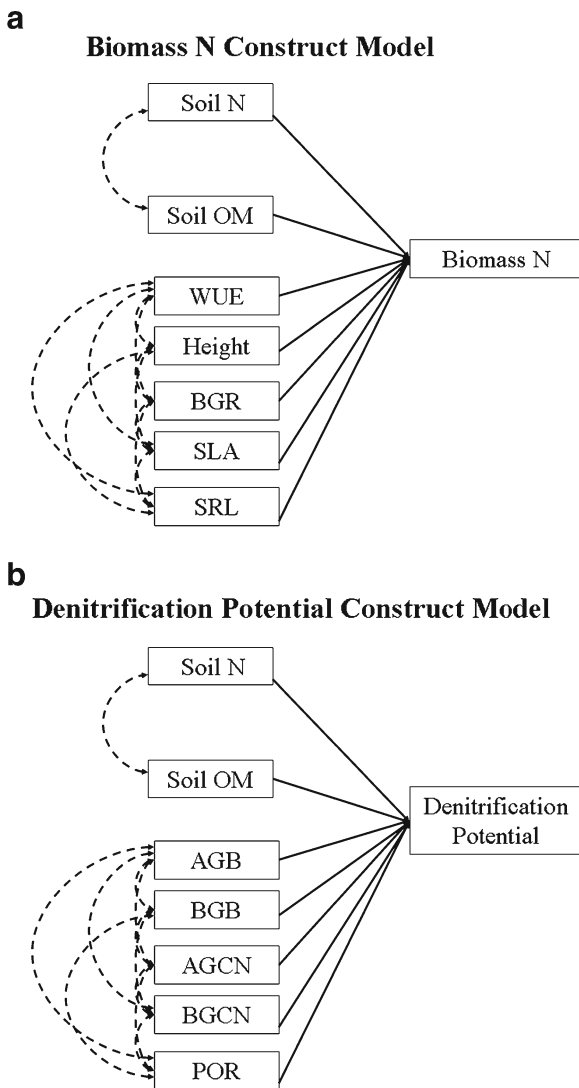 a
Biomass N Construct Model
Soil N
Soil OM
Biomass N
WUE
Height
BGR
SLA
SRL
b
Denitrification Potential Construct Model
Soil N
Soil OM
Denitrification
Potential
AGB
BGB
AGCN
BGCN
POR